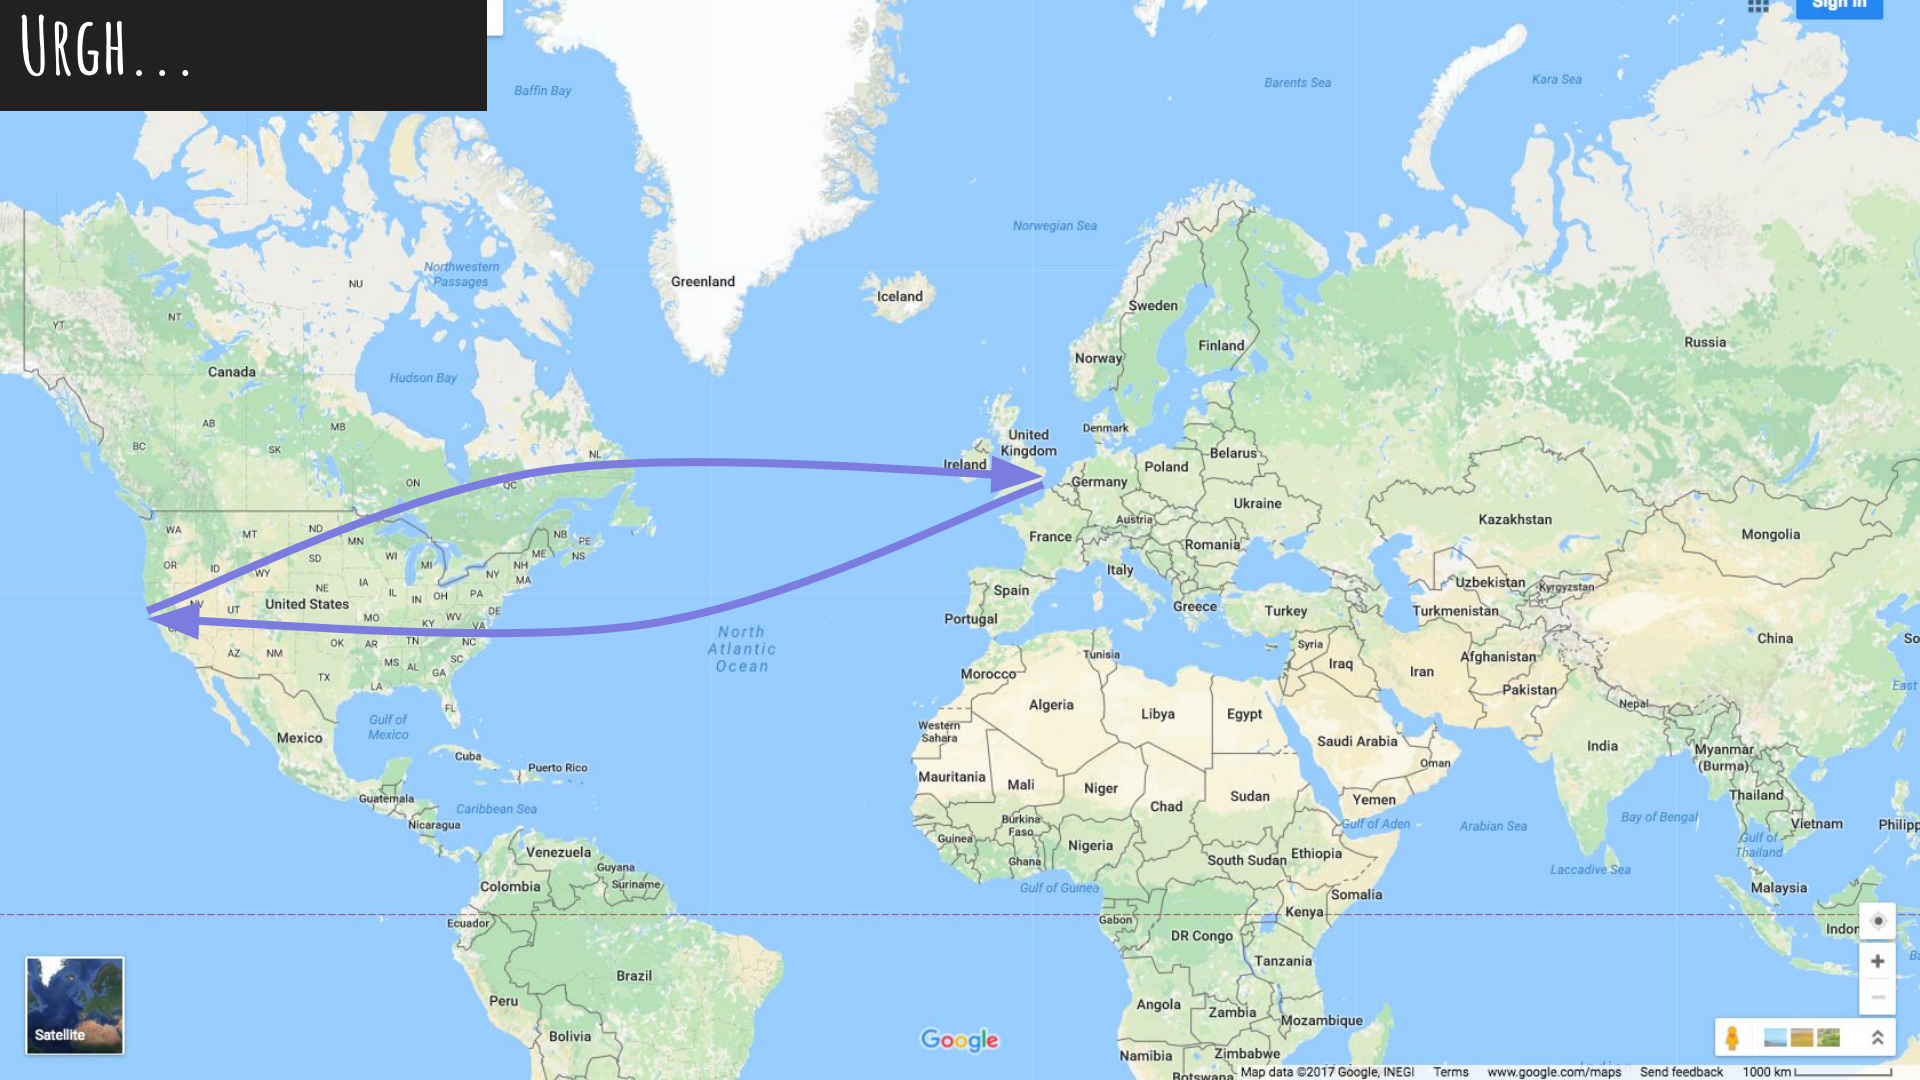 Urgh...
Sign in
Baffin Bay
Barents Sea
Kara Sea
Norwegian Sea
Northwestern
Passages
NU
Greenland
Iceland
NT
YT
Sweden
Finland
Norway
Russia
Canada
Hudson Bay
AB
MB
BC
SK
NL
ON
QC
Denmark
United
Kingdom
Ireland
Belarus
Poland
Germany
Ukraine
Kazakhstan
Mongolia
Austria
France
Romania
WA
MT
ND
MN
NB
PE
NS
ME
OR
ID
SD
WI
MI
NH
MA
NY
WY
NE
IA
IL
IN
OH
PA
NV
UT
United States
MO
KY
WV
VA
DE
Italy
Spain
Portugal
Greece
Turkey
Uzbekistan
Kyrgyzstan
Turkmenistan
China
So
AZ
NM
OK
AR
TN
NC
SC
MS
AL
GA
TX
LA
FL
North
Atlantic
Ocean
Tunisia
Syria
Iraq
Iran
Afghanistan
Pakistan
Nepal
East
Morocco
Algeria
Libya
Egypt
Gulf of
Mexico
Mexico
Western
Sahara
Saudi Arabia
Oman
India
Myanmar
(Burma)
Cuba
Puerto Rico
Mauritania
Mali
Niger
Chad
Sudan
Yemen
Thailand
Guatemala
Nicaragua
Caribbean Sea
Burkina
Faso
Guinea
Ghana
Nigeria
Gulf of Aden
Arabian Sea
Bay of Bengal
Vietnam
Philipp
Gulf of
Thailand
Venezuela
Guyana
Suriname
Colombia
South Sudan
Ethiopia
Laccadive Sea
Malaysia
Gulf of Guinea
Somalia
Ecuador
Gabon
Kenya
DR Congo
Indor
Tanzania
Brazil
Peru
Bolivia
Angola
Zambia
Mozambique
Zimbabwe
Namibia
Botswana
Satellite
Google
Map data ©2017 Google, INEGI
Terms
www.google.com/maps
Send feedback
1000 km